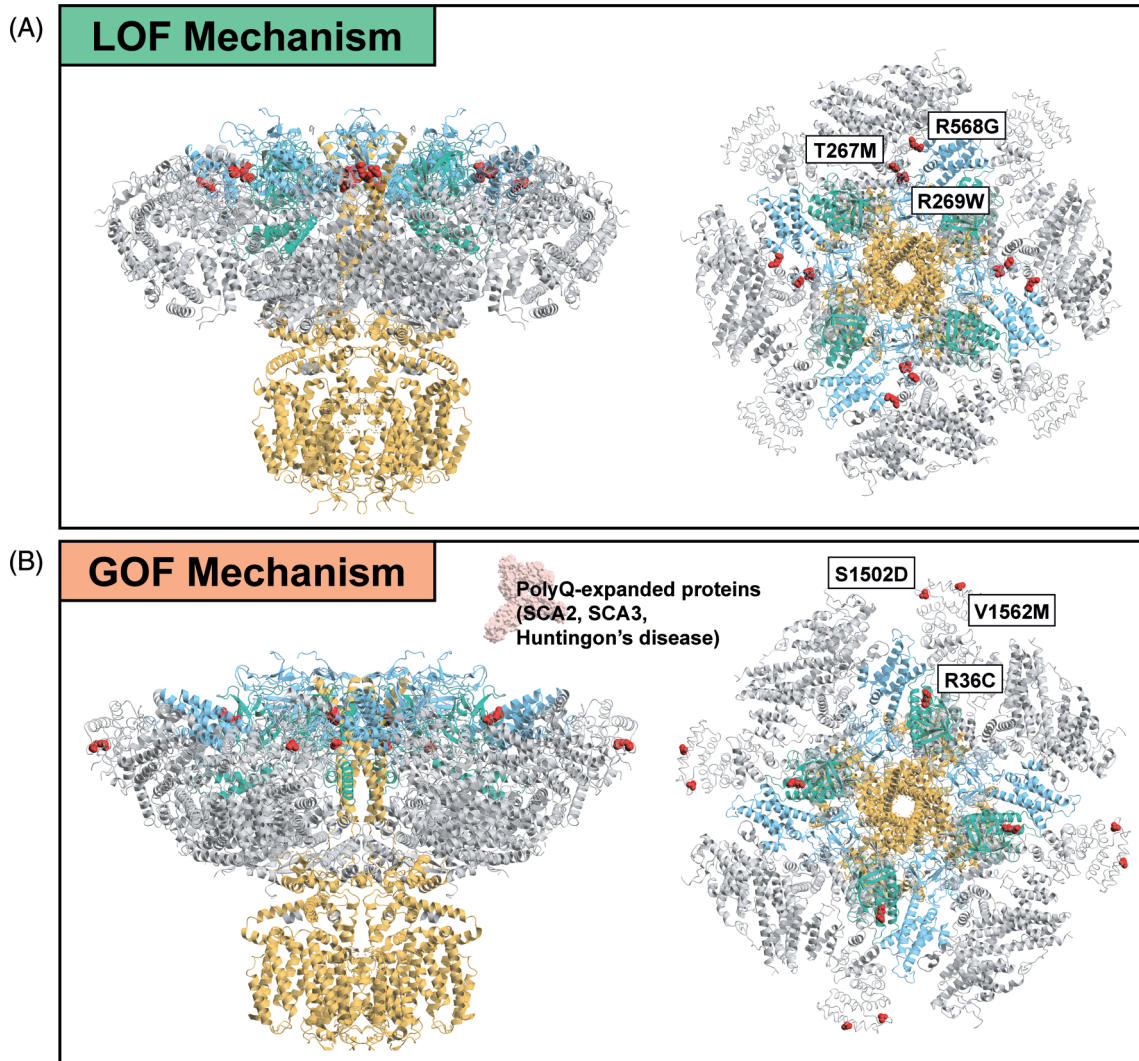 (A)
LOF Mechanism
R568G
T267M
R269W
(B)
GOF Mechanism
PolyQ-expanded proteins
(SCA2, SCA3,
Huntingon's disease)
S1502D
V1562M
R36C